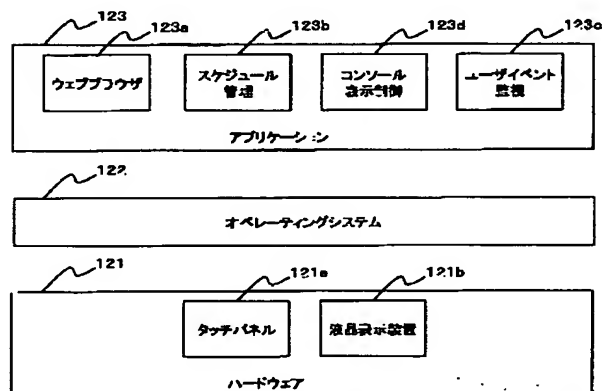 123
123a
123b
123d
123c
ウェブブラウザ
スケジュール
管理
コンソール
表示制御
ユーザイベント
監視
アプリケーション
122
オペレーティングシステム
121
121a
121b
タッチパネル
液晶表示装置
ハードウェア